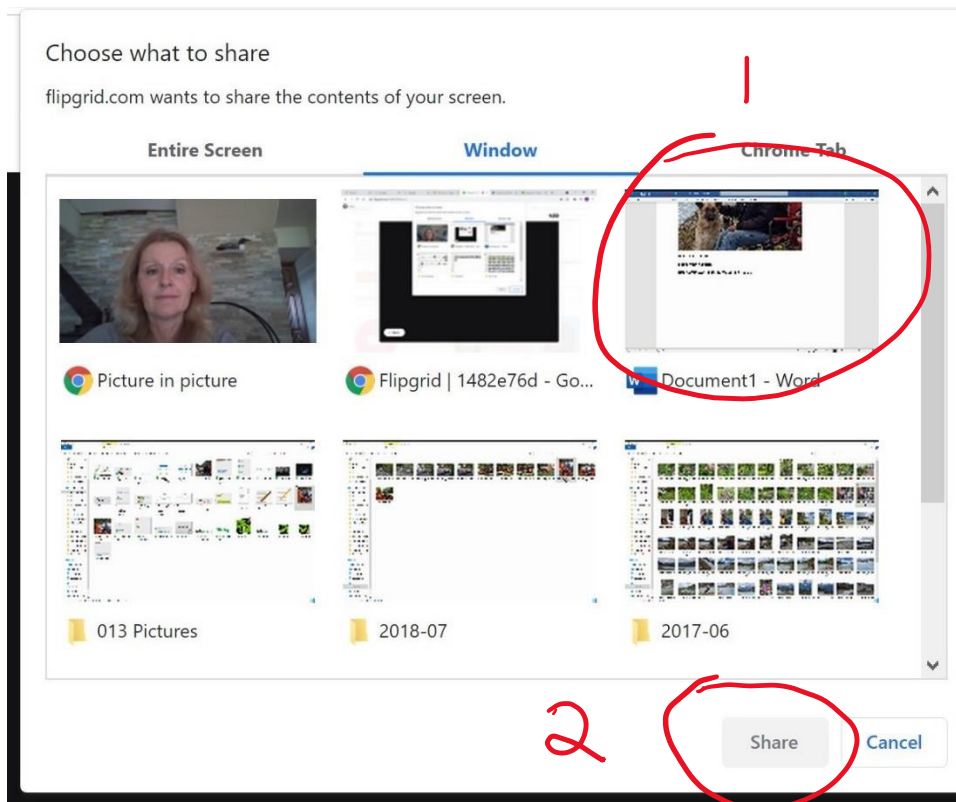 Choose what to share
flipgrid.com wants to share the contents of your screen.
1
Entire Screen Window Chrome Tab
Picture in picture Flipgrid | 1482e76d - Go... Document1 - Word
013 Pictures 2018-07 2017-06
2
Share Cancel